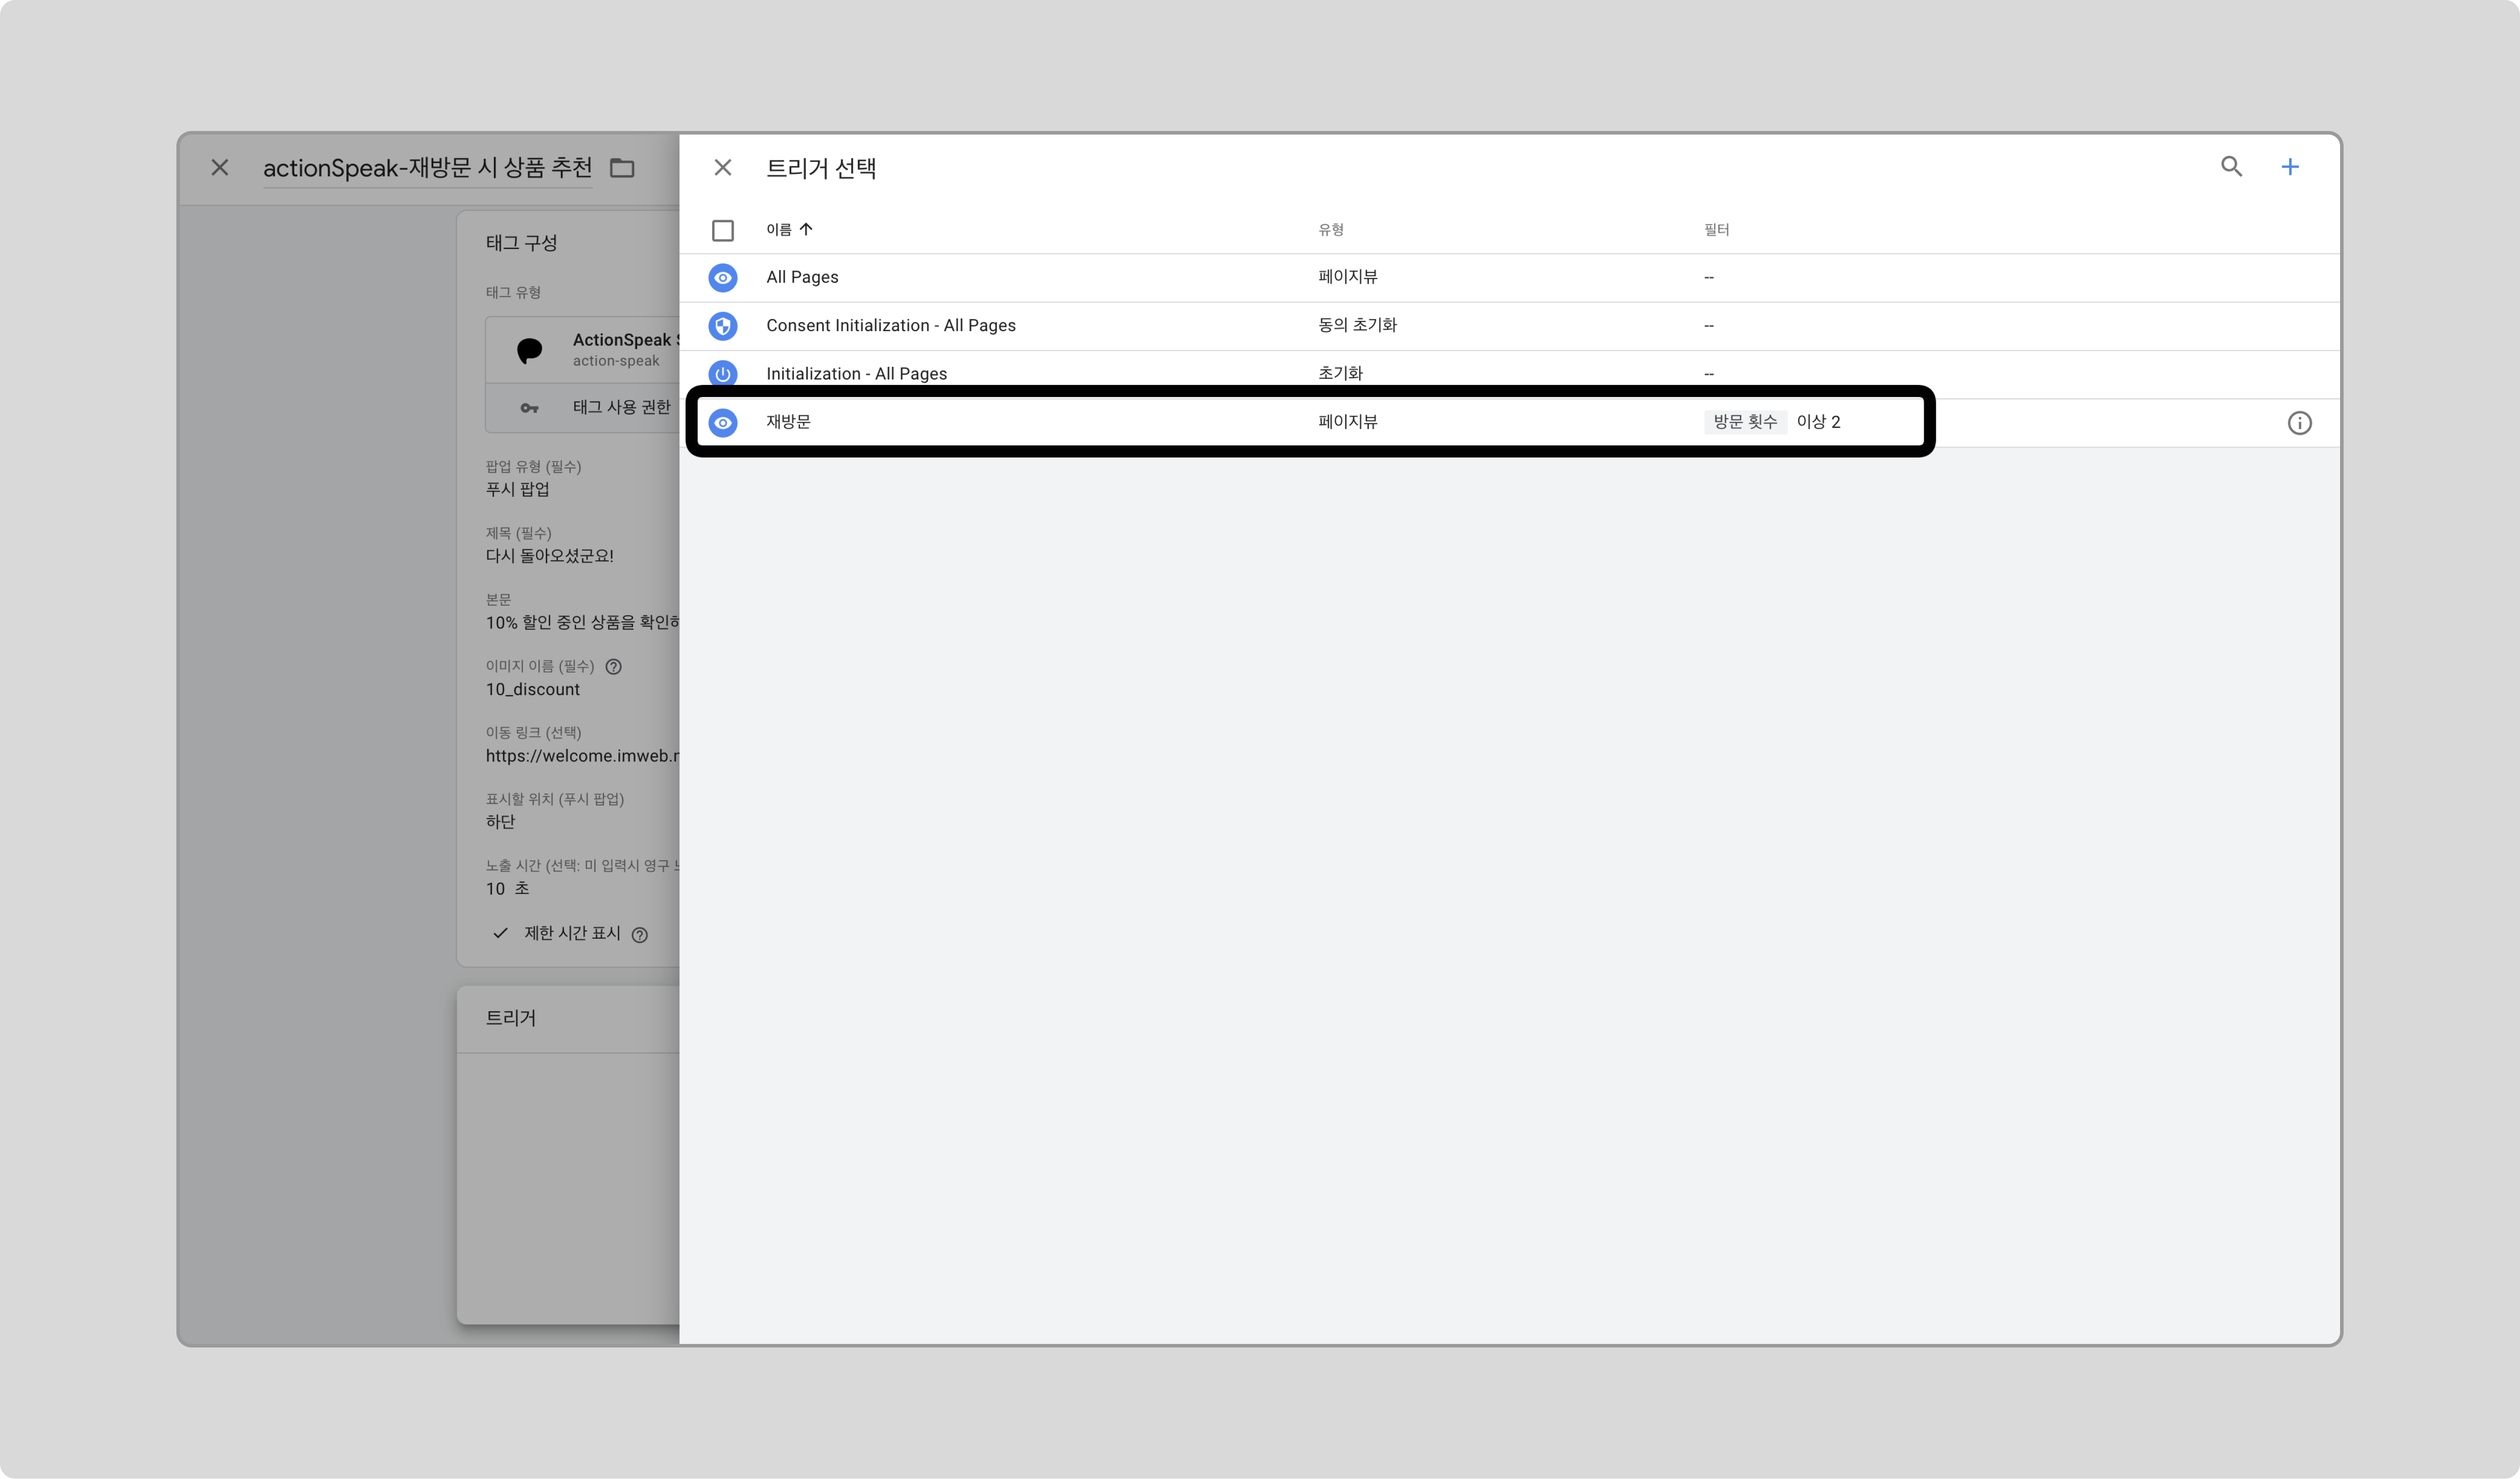 actionSpeak-재방문 시 상품 추천
태그 구성
태그 유형
ActionSpeak
action-speak
태그 사용 권한
팝업 유형 (필수)
푸시 팝업
제목 (필수)
다시 돌아오셨군요!
본문
10% 할인 중인 상품을
이미지 이름 (필수)
10_discount
이동 링크 (선택)
https://welcome.imweb.
표시할 위치 (푸시 팝업)
하단
노출 시간 (선택: 미 입력시 영구
10 초
제한 시간 표시
트리거
트리거 선택
이름 유형 필터
All Pages 페이지뷰 --
Consent Initialization - All Pages 동의 초기화 --
Initialization - All Pages 초기화 --
재방문 페이지뷰 방문 횟수 이상 2